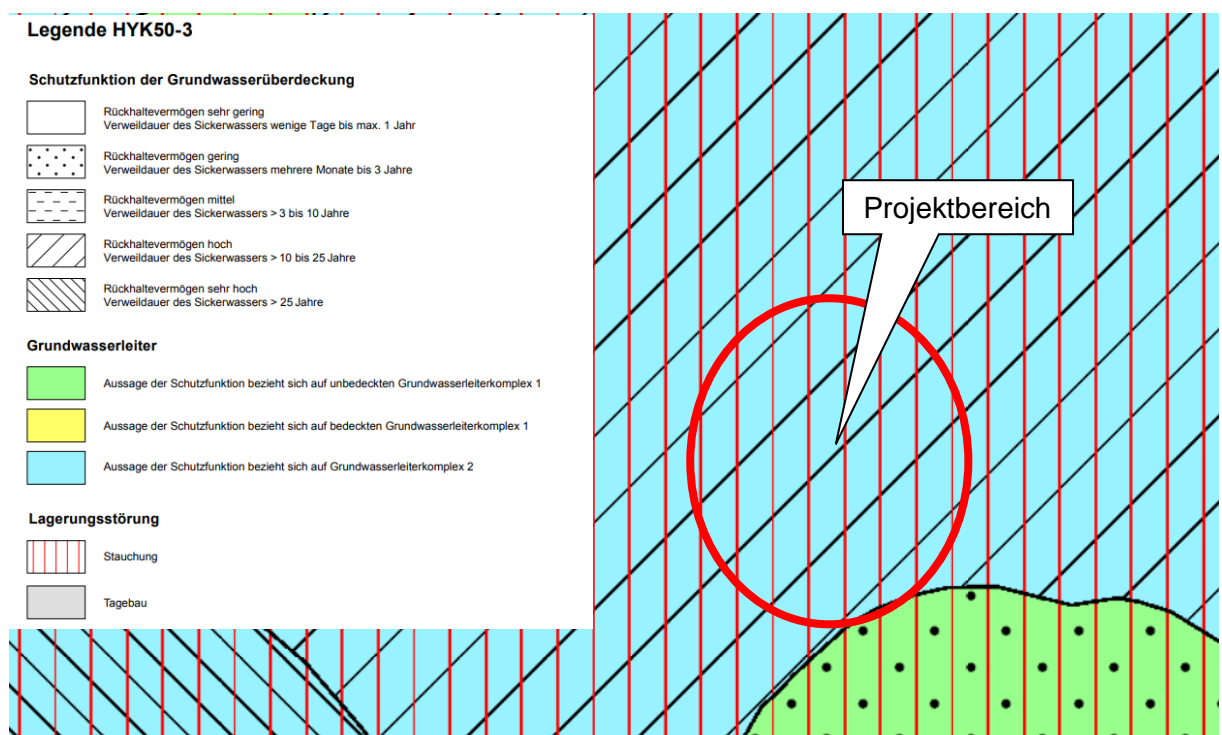 Legende HYK50-3
Schutzfunktion der Grundwasserüberdeckung
Rückhaltevermögen sehr gering
Verweildauer des Sickerwassers wenige Tage bis max. 1 Jahr
Rückhaltevermögen gering
Verweildauer des Sickerwassers mehrere Monate bis 3 Jahre
Rückhaltevermögen mittel
Verweildauer des Sickerwassers > 3 bis 10 Jahre
Rückhaltevermögen hoch
Verweildauer des Sickerwassers > 10 bis 25 Jahre
Rückhaltevermögen sehr hoch
Verweildauer des Sickerwassers > 25 Jahre
Grundwasserleiter
Aussage der Schutzfunktion bezieht sich auf unbedeckten Grundwasserleiterkomplex 1
Aussage der Schutzfunktion bezieht sich auf bedeckten Grundwasserleiterkomplex 1
Aussage der Schutzfunktion bezieht sich auf Grundwasserleiterkomplex 2
Lagerungsstörung
Stauchung
Tagebau
Projektbereich